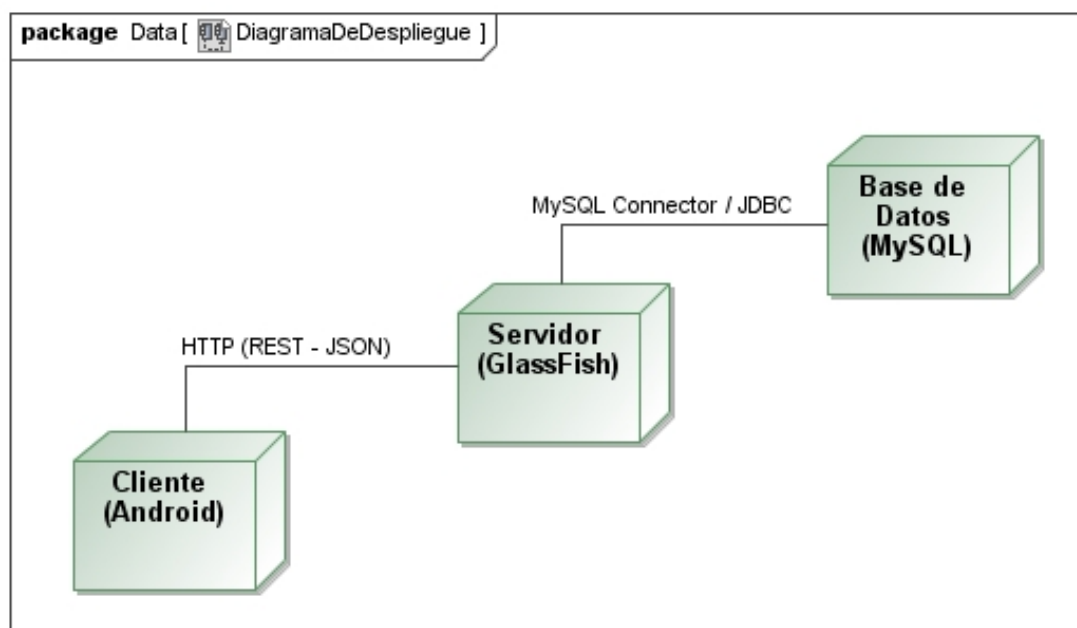 package Data [ DiagramaDeDespliegue ]
Base de
Datos
(MySQL)
MySQL Connector / JDBC
Servidor
(GlassFish)
HTTP (REST - JSON)
Cliente
(Android)